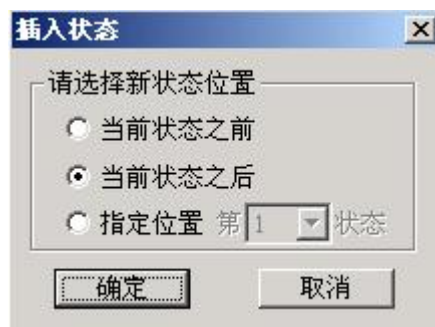 插入状态
请选择新状态位置
当前状态之前
当前状态之后
指定位置 第 1 状态
确定 取消